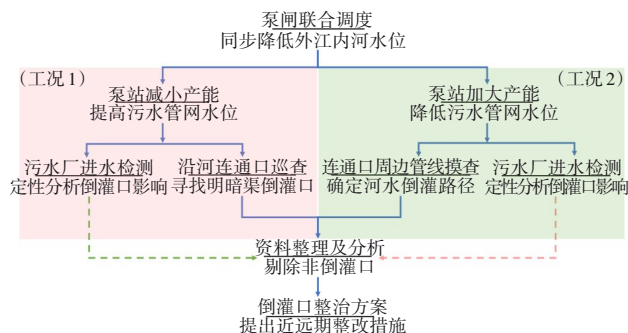 泵闸联合调度
同步降低外江内河水位
（工况1）
（工况2）
泵站减小产能
提高污水管网水位
泵站加大产能
降低污水管网水位
污水厂进水检测
定性分析倒灌口影响
沿河连通口巡查
寻找明暗渠倒灌口
连通口周边管线摸查
确定河水倒灌路径
污水厂进水检测
定性分析倒灌口影响
资料整理及分析
剔除非倒灌口
倒灌口整治方案
提出近远期整改措施